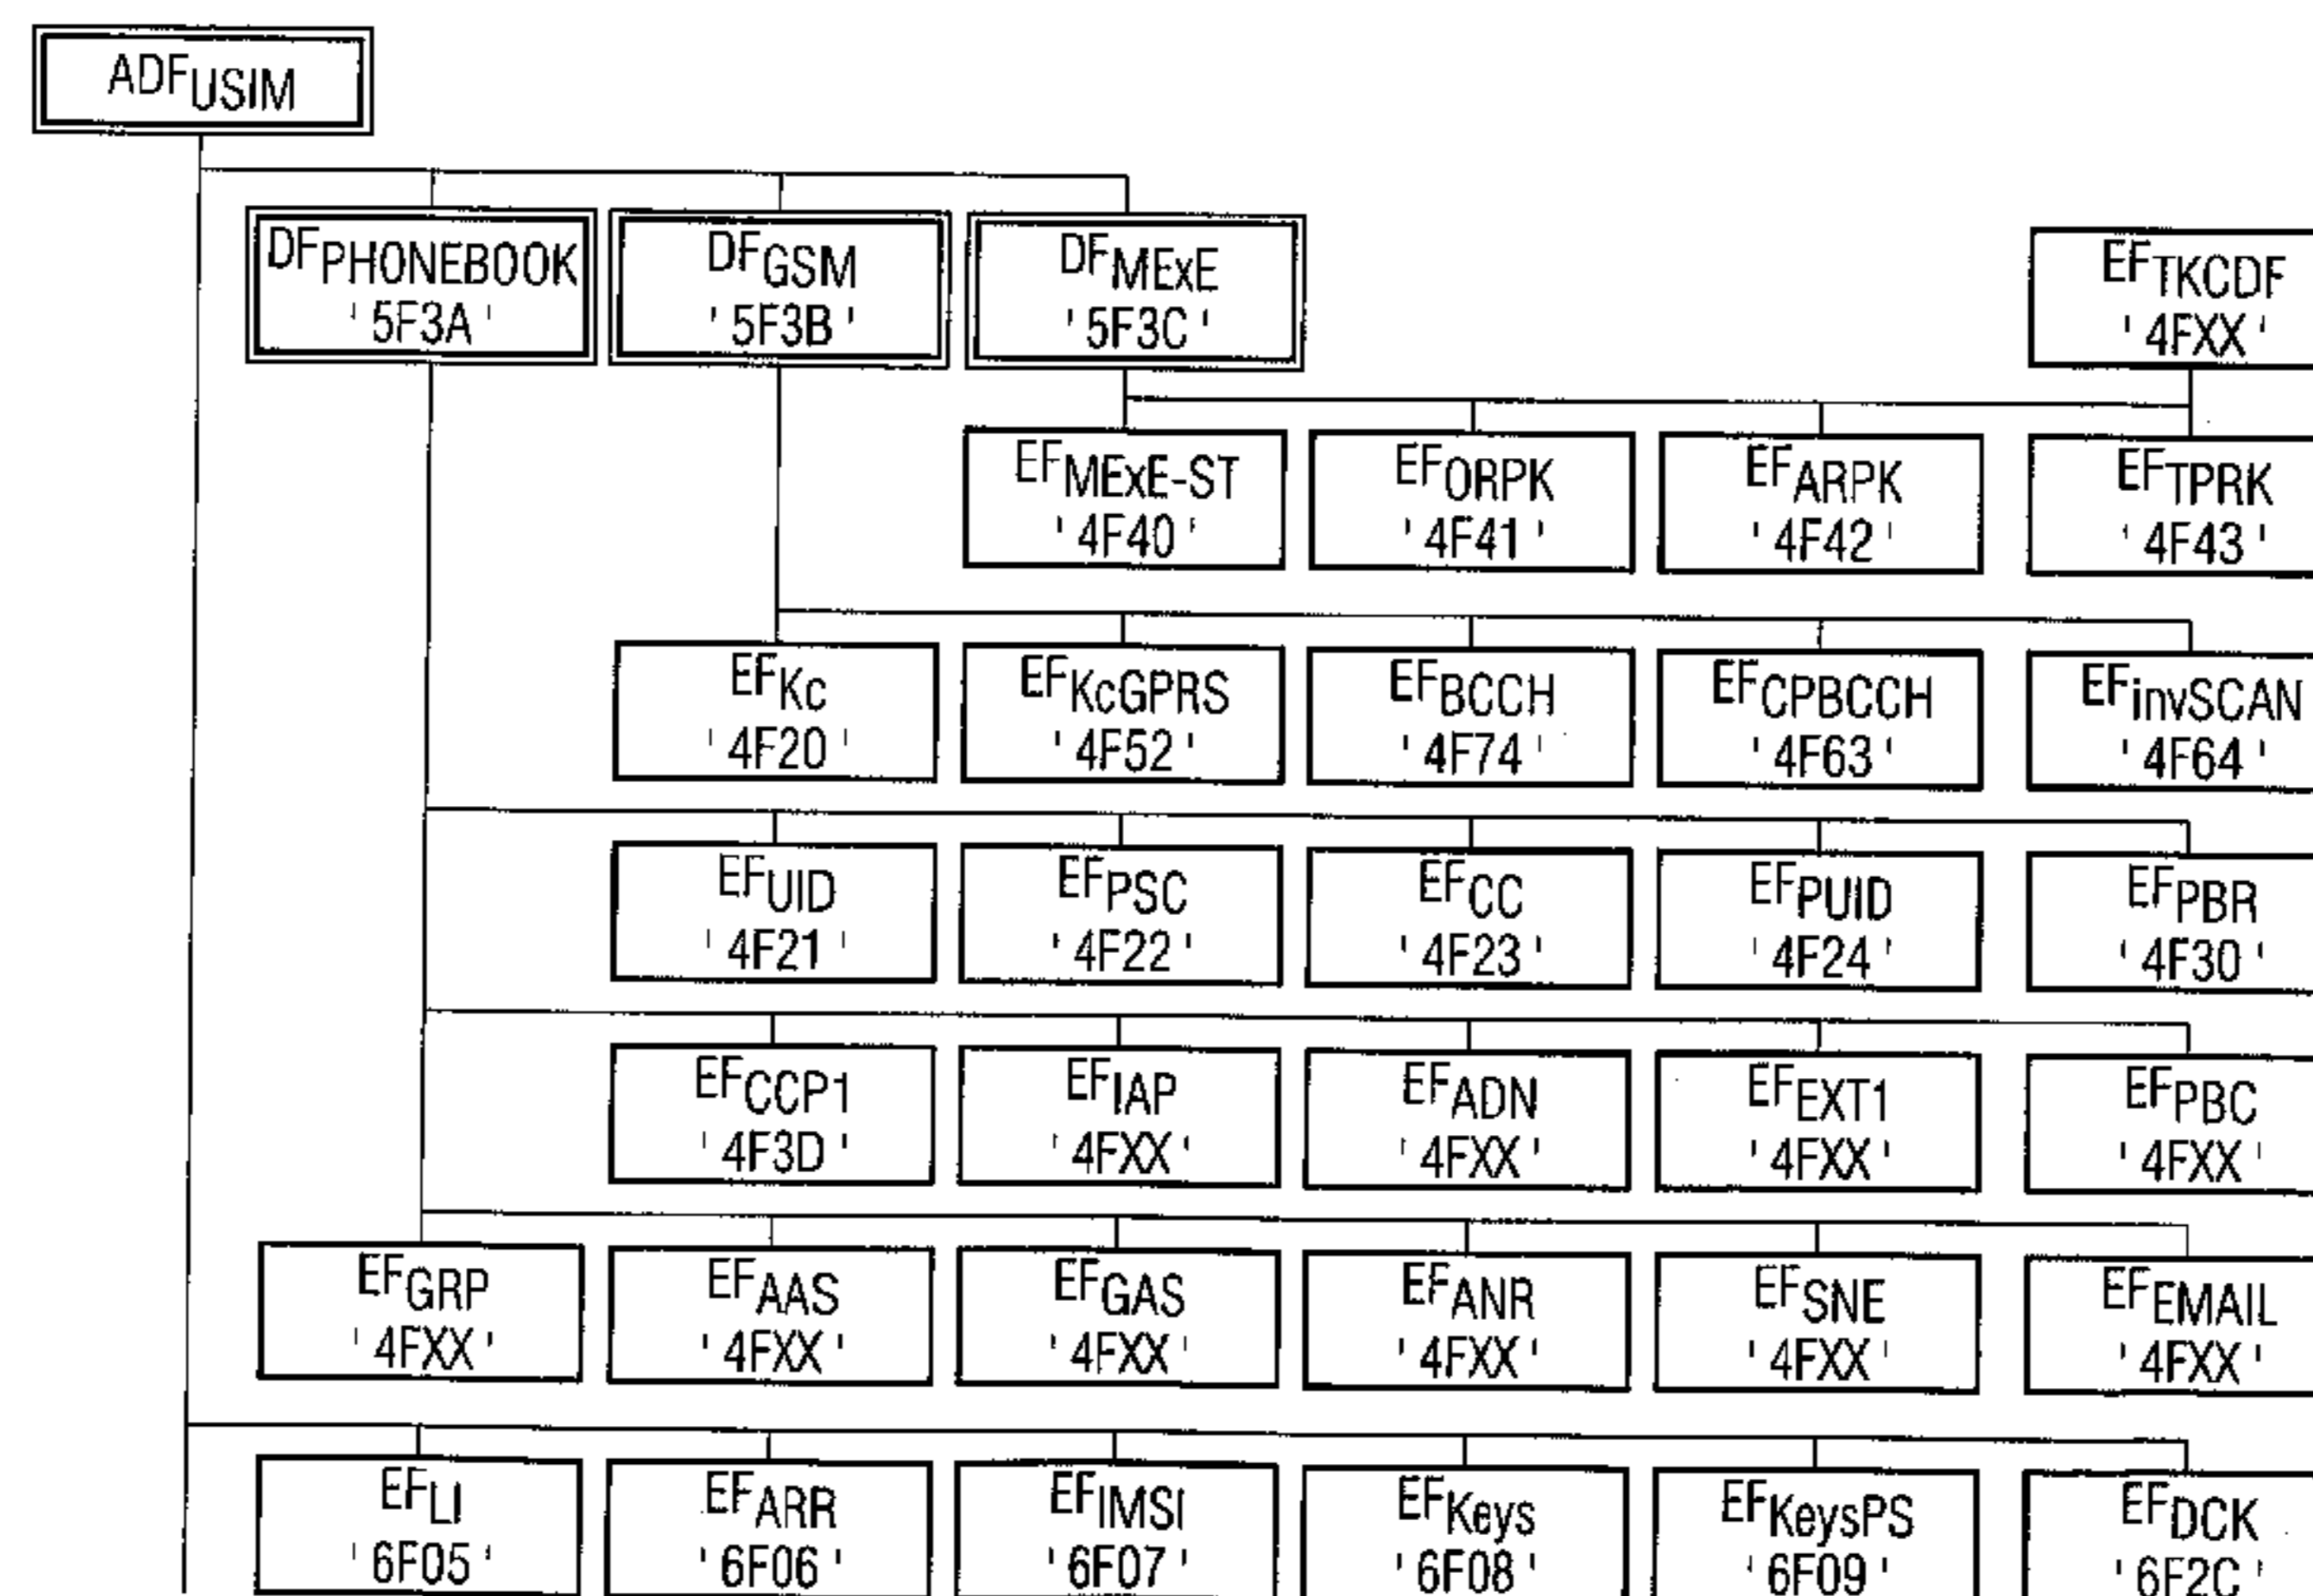 ADFUSIM
DFPHONEBOOK
'5F3A'
DFGSM
'5F3B'
DFMExE
'5F3C'
EFTKCDF
'4FXX'
EFMExE-ST
'4F40'
EFORPK
'4F41'
EFARPK
'4F42'
EFTPRK
'4F43'
EFKc
'4F20'
EFKcGPRS
'4F52'
EFBCCH
'4F74'
EFCPBCCH
'4F63'
EFinvSCAN
'4F64'
EFUID
'4F21'
EFPSC
'4F22'
EFCC
'4F23'
EFPUID
'4F24'
EFPBR
'4F30'
EFCCP1
'4F3D'
EFIAP
'4FXX'
EFADN
'4FXX'
EFEXT1
'4FXX'
EFPBC
'4FXX'
EFGRP
'4FXX'
EFAAS
'4FXX'
EFGAS
'4FXX'
EFANR
'4FXX'
EFSNE
'4FXX'
EFEMAIL
'4FXX'
EFLI
'6F05'
EFARR
'6F06'
EFIMSI
'6F07'
EFKeys
'6F08'
EFKeysPS
'6F09'
EFDCK
'6F2C'